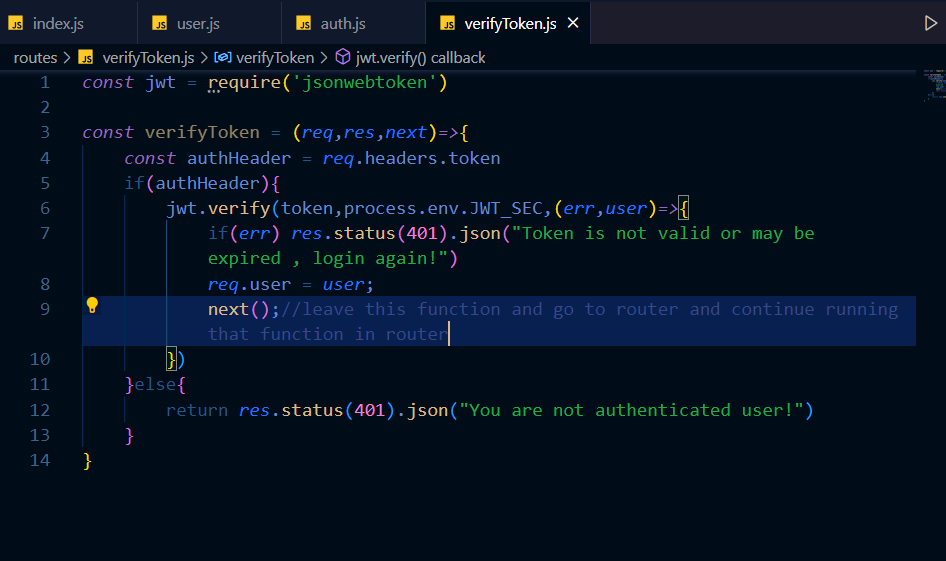 JS index.js JS user.js JS auth.js JS verifyToken.js
routes > JS verifyToken.js > verifyToken > jwt.verify() callback
1 const jwt = require('jsonwebtoken')
2
3 const verifyToken = (req,res,next)=>{
4 const authHeader = req.headers.token
5 if(authHeader){
6 jwt.verify(token,process.env.JWT_SEC,(err,user)=>{
7 if(err) res.status(401).json("Token is not valid or may be
expired , login again!")
8 req.user = user;
9 next();//leave this function and go to router and continue running
that function in router
10 })
11 }else{
12 return res.status(401).json("You are not authenticated user!")
13 }
14 }